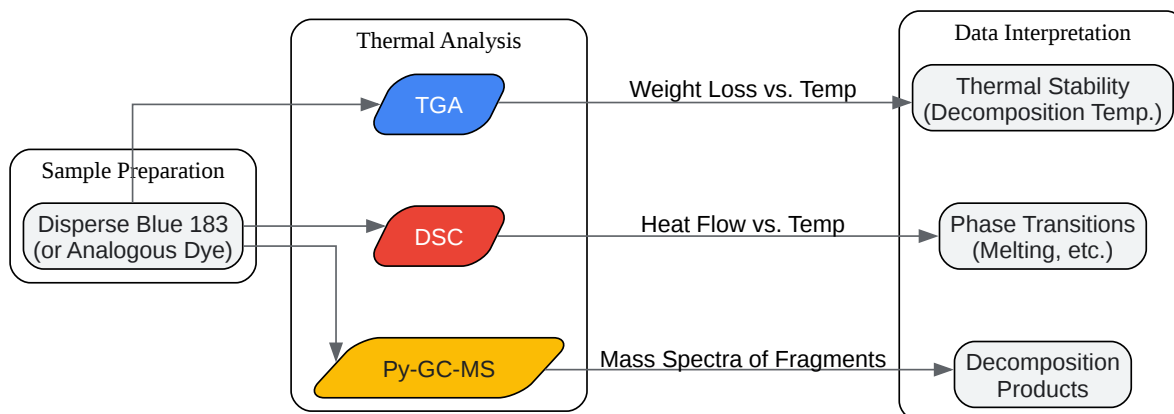 Thermal Analysis
Data Interpretation
TGA
Weight Loss vs. Temp
Thermal Stability
(Decomposition Temp.)
Sample Preparation
Disperse Blue 183
(or Analogous Dye)
DSC
Heat Flow vs. Temp
Phase Transitions
(Melting, etc.)
Py-GC-MS
Mass Spectra of Fragments
Decomposition
Products